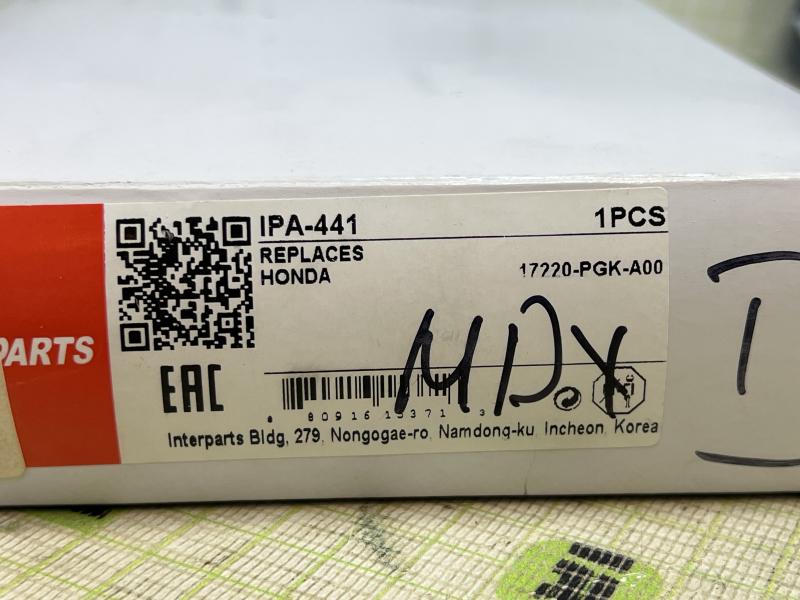 IPA-441 1PCS
REPLACES
HONDA 17220-PGK-A00
PARTS
MDX
EAC
Interparts Bldg, 279, Nongogae-ro, Namdong-ku, Incheon, Korea